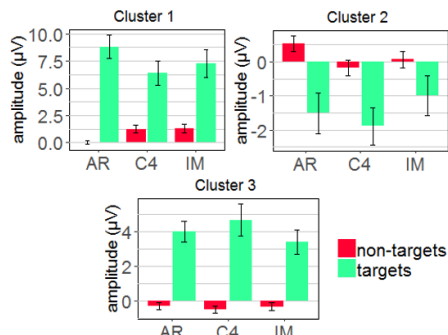 Cluster 1
amplitude (µV)
10.0
7.5
5.0
2.5
0.0
AR C4 IM
Cluster 2
amplitude (µV)
0
-1
-2
AR C4 IM
Cluster 3
amplitude (µV)
4
2
0
AR C4 IM
non-targets
targets